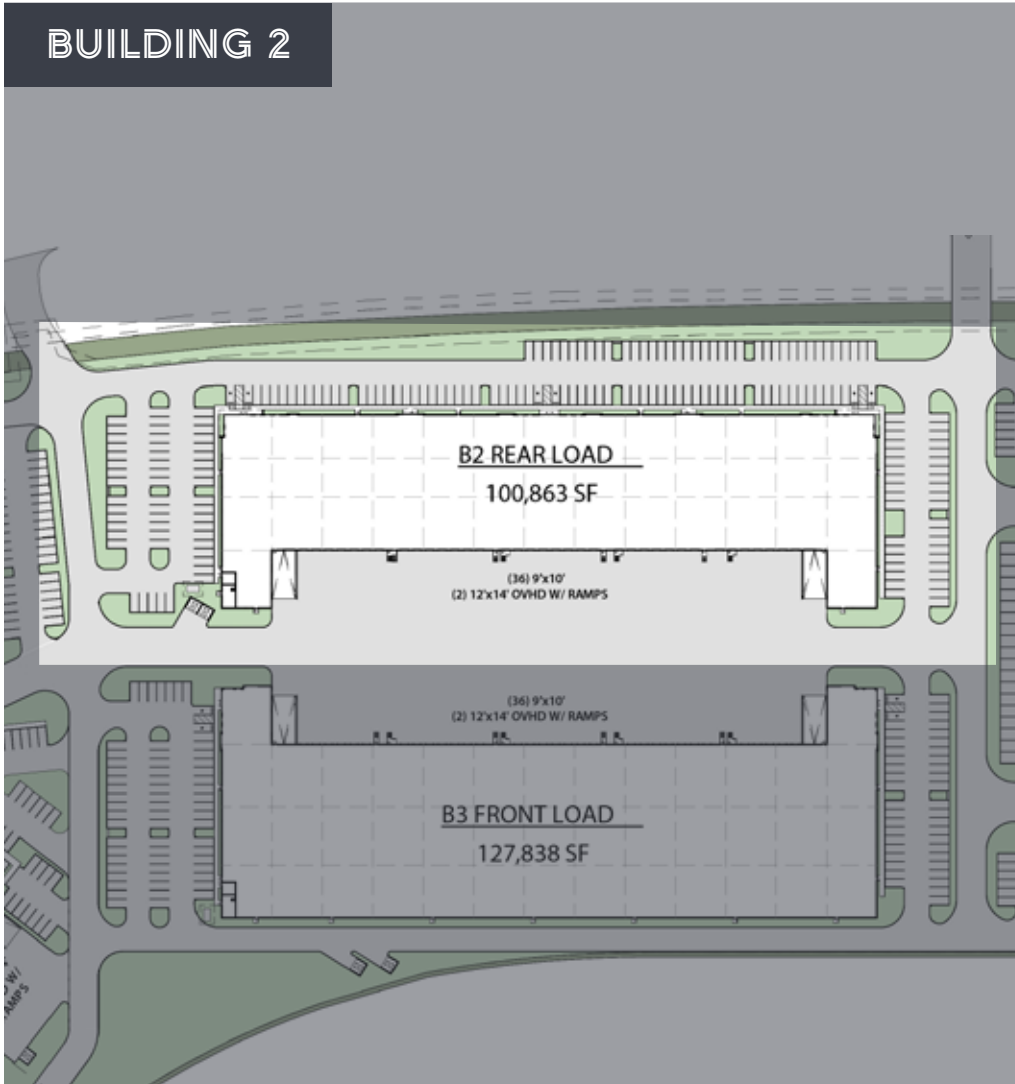 BUILDING 2
B2 REAR LOAD
100,863 SF
(36) 9'x10'
(2) 12'x14' OVHD W/ RAMPS
(36) 9'x10'
(2) 12'x14' OVHD W/ RAMPS
B3 FRONT LOAD
127,838 SF
W/
RAMPS